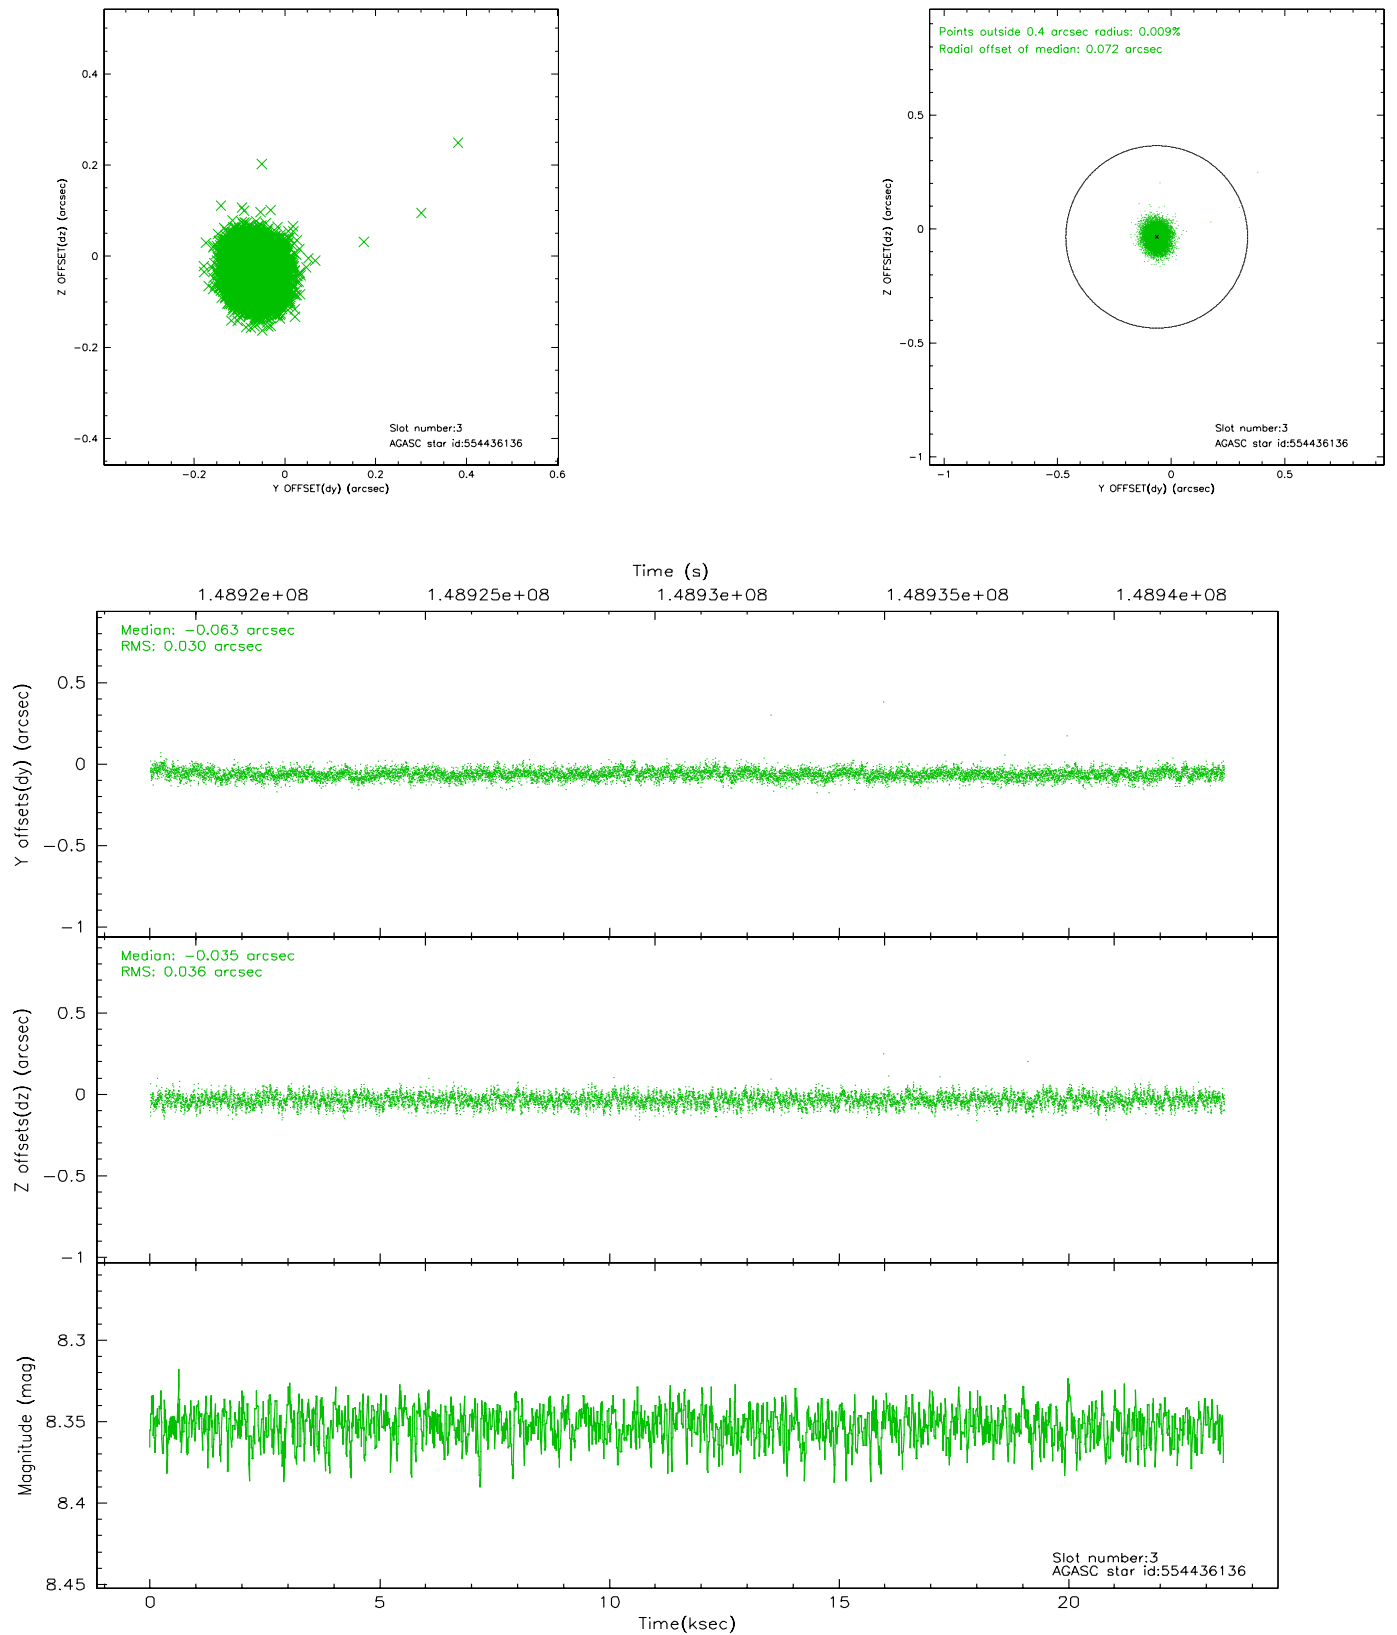 0.4
0.2
0
−0.2
−0.4
Z OFFSET(dz) (arcsec)
Slot number:3
AGASC star id:554436136
−0.2 0 0.2 0.4 0.6
Y OFFSET(dy) (arcsec)
Points outside 0.4 arcsec radius: 0.009%
Radial offset of median: 0.072 arcsec
0.5
0
−0.5
−1
Z OFFSET(dz) (arcsec)
Slot number:3
AGASC star id:554436136
−1 −0.5 0 0.5
Y OFFSET(dy) (arcsec)
Time (s)
1.4892e+08 1.48925e+08 1.4893e+08 1.48935e+08 1.4894e+08
Median: −0.063 arcsec
RMS: 0.030 arcsec
0.5
0
−0.5
−1
Y offsets(dy) (arcsec)
Median: −0.035 arcsec
RMS: 0.036 arcsec
0.5
0
−0.5
−1
Z offsets(dz) (arcsec)
8.3
8.35
8.4
8.45
Magnitude (mag)
Slot number:3
AGASC star id:554436136
0 5 10 15 20
Time(ksec)